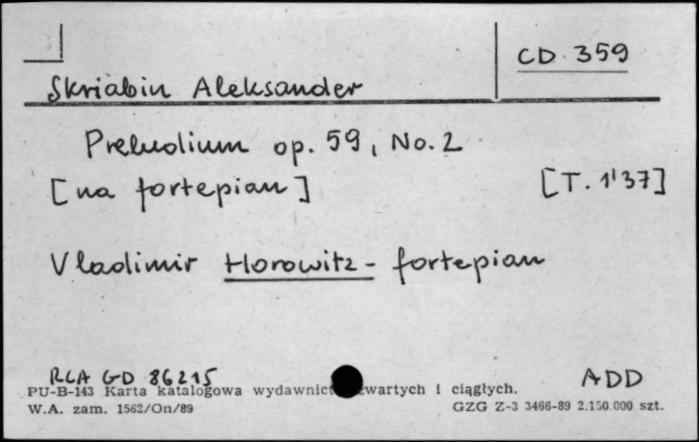 CD 359
Skriabin Aleksander
Preludium op. 59, No. 2
[na fortepian] [T. 1'37]
Vladimir Horowitz - fortepian
RCA GD 86215 ADD
PU-B-143 Karta katalogowa wydawnict wartych i ciągłych.
W.A. zam. 1562/On/89 GZG Z-3 3466-89 2.150.000 szt.